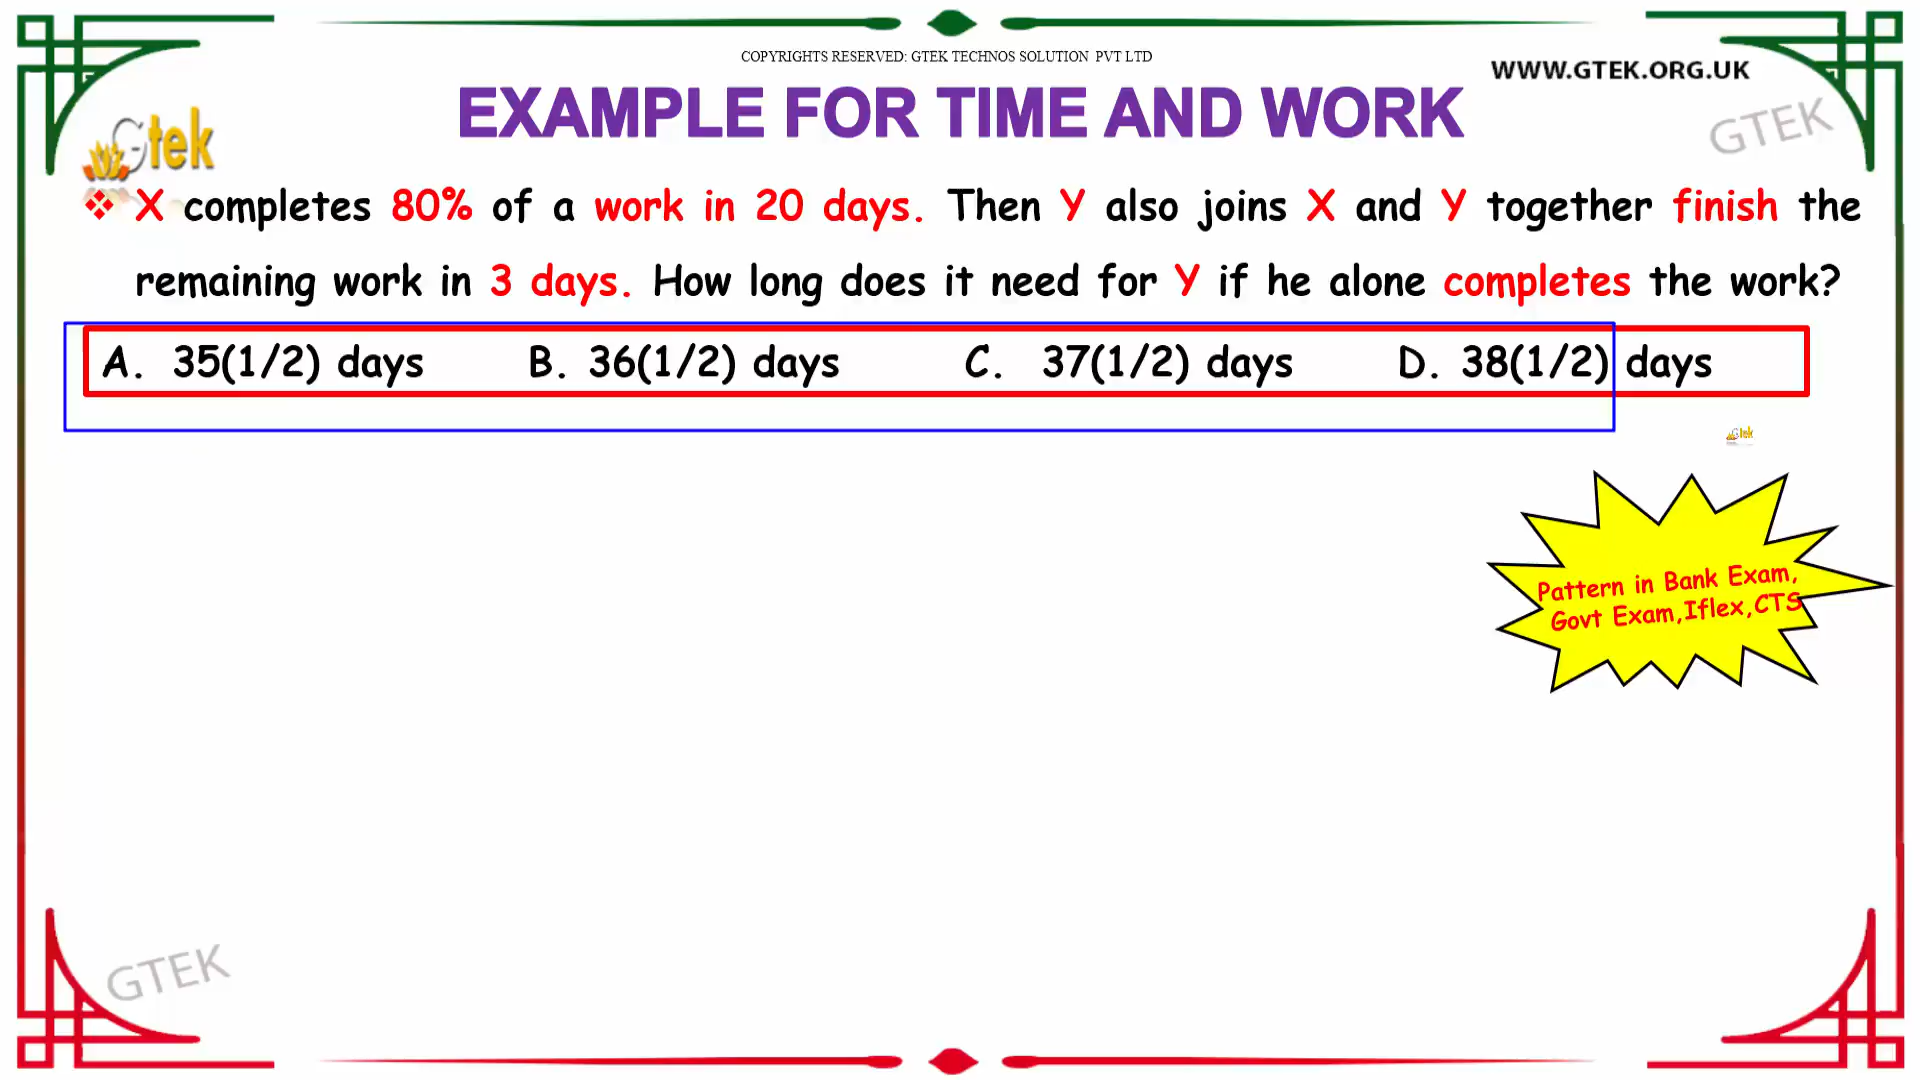 COPYRIGHTS RESERVED: GTEK TECHNOS SOLUTION PVT LTD
WWW.GTEK.ORG.UK
EXAMPLE FOR TIME AND WORK
GTEK
Gtek
X completes 80% of a work in 20 days. Then Y also joins X and Y together finish the
remaining work in 3 days. How long does it need for Y if he alone completes the work?
A. 35(1/2) days B. 36(1/2) days C. 37(1/2) days D. 38(1/2) days
Gtek
Pattern in Bank Exam,
Govt Exam,Iflex,CTS
GTEK